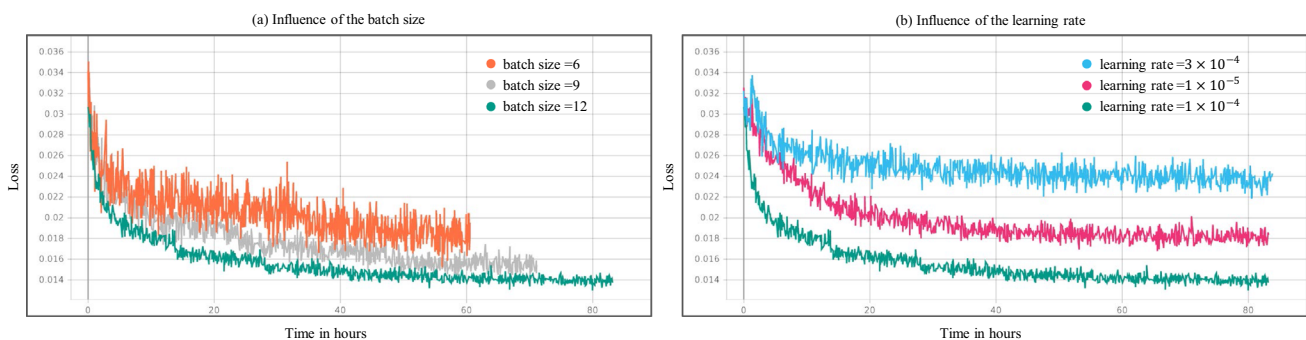 (a) Influence of the batch size
0.036
0.034
0.032
0.03
0.028
0.026
0.024
0.022
0.02
0.018
0.016
0.014
Loss
batch size =6
batch size =9
batch size =12
0
20
40
60
80
Time in hours
(b) Influence of the learning rate
0.036
0.034
0.032
0.03
0.028
0.026
0.024
0.022
0.02
0.018
0.016
0.014
Loss
learning rate =3 × 10⁻⁴
learning rate =1 × 10⁻⁵
learning rate =1 × 10⁻⁴
0
20
40
60
80
Time in hours